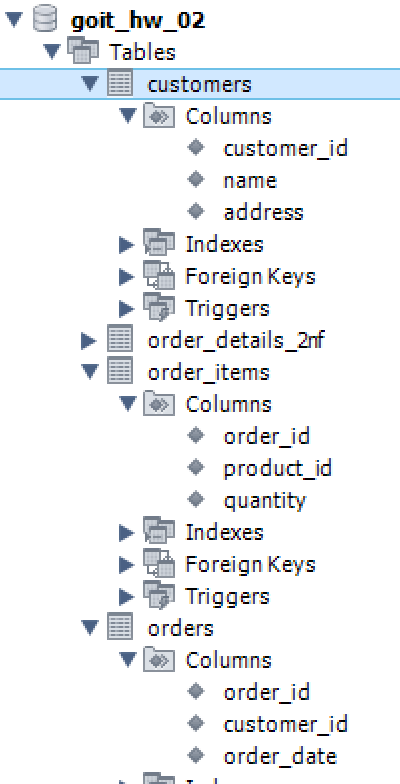 goit_hw_02
Tables
customers
Columns
customer_id
name
address
Indexes
Foreign Keys
Triggers
order_details_2nf
order_items
Columns
order_id
product_id
quantity
Indexes
Foreign Keys
Triggers
orders
Columns
order_id
customer_id
order_date